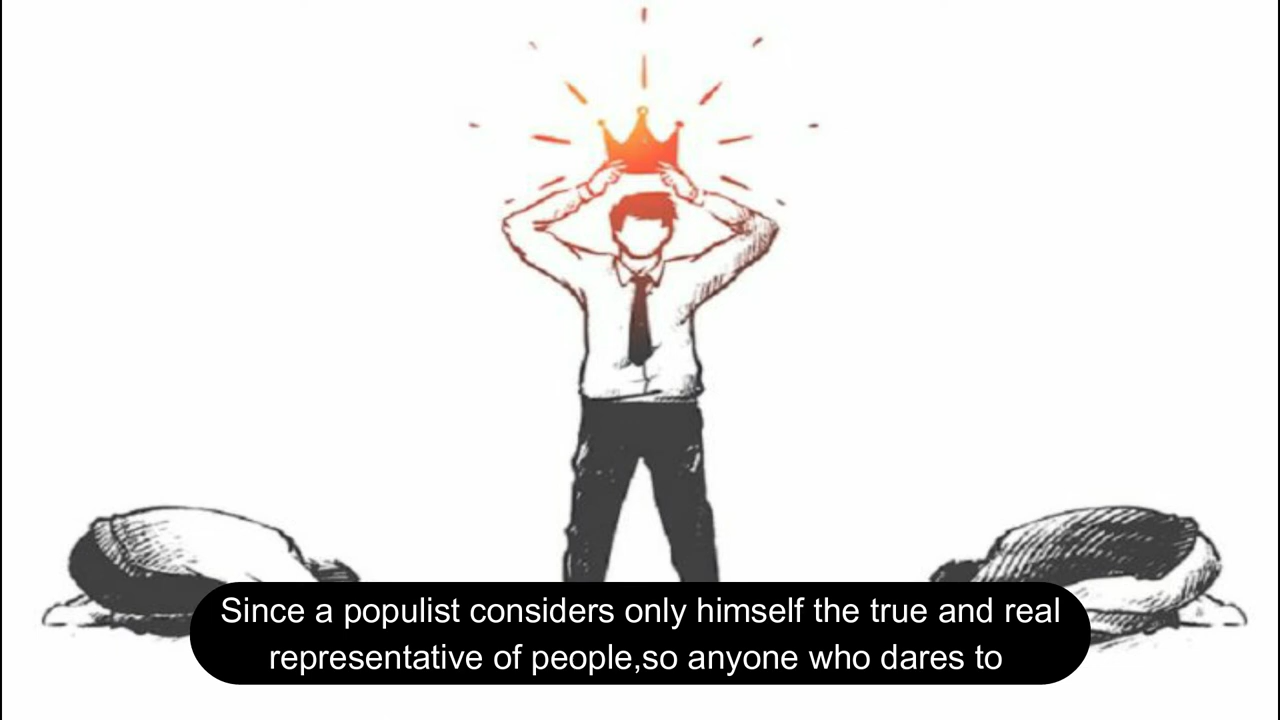 Since a populist considers only himself the true and real
representative of people,so anyone who dares to